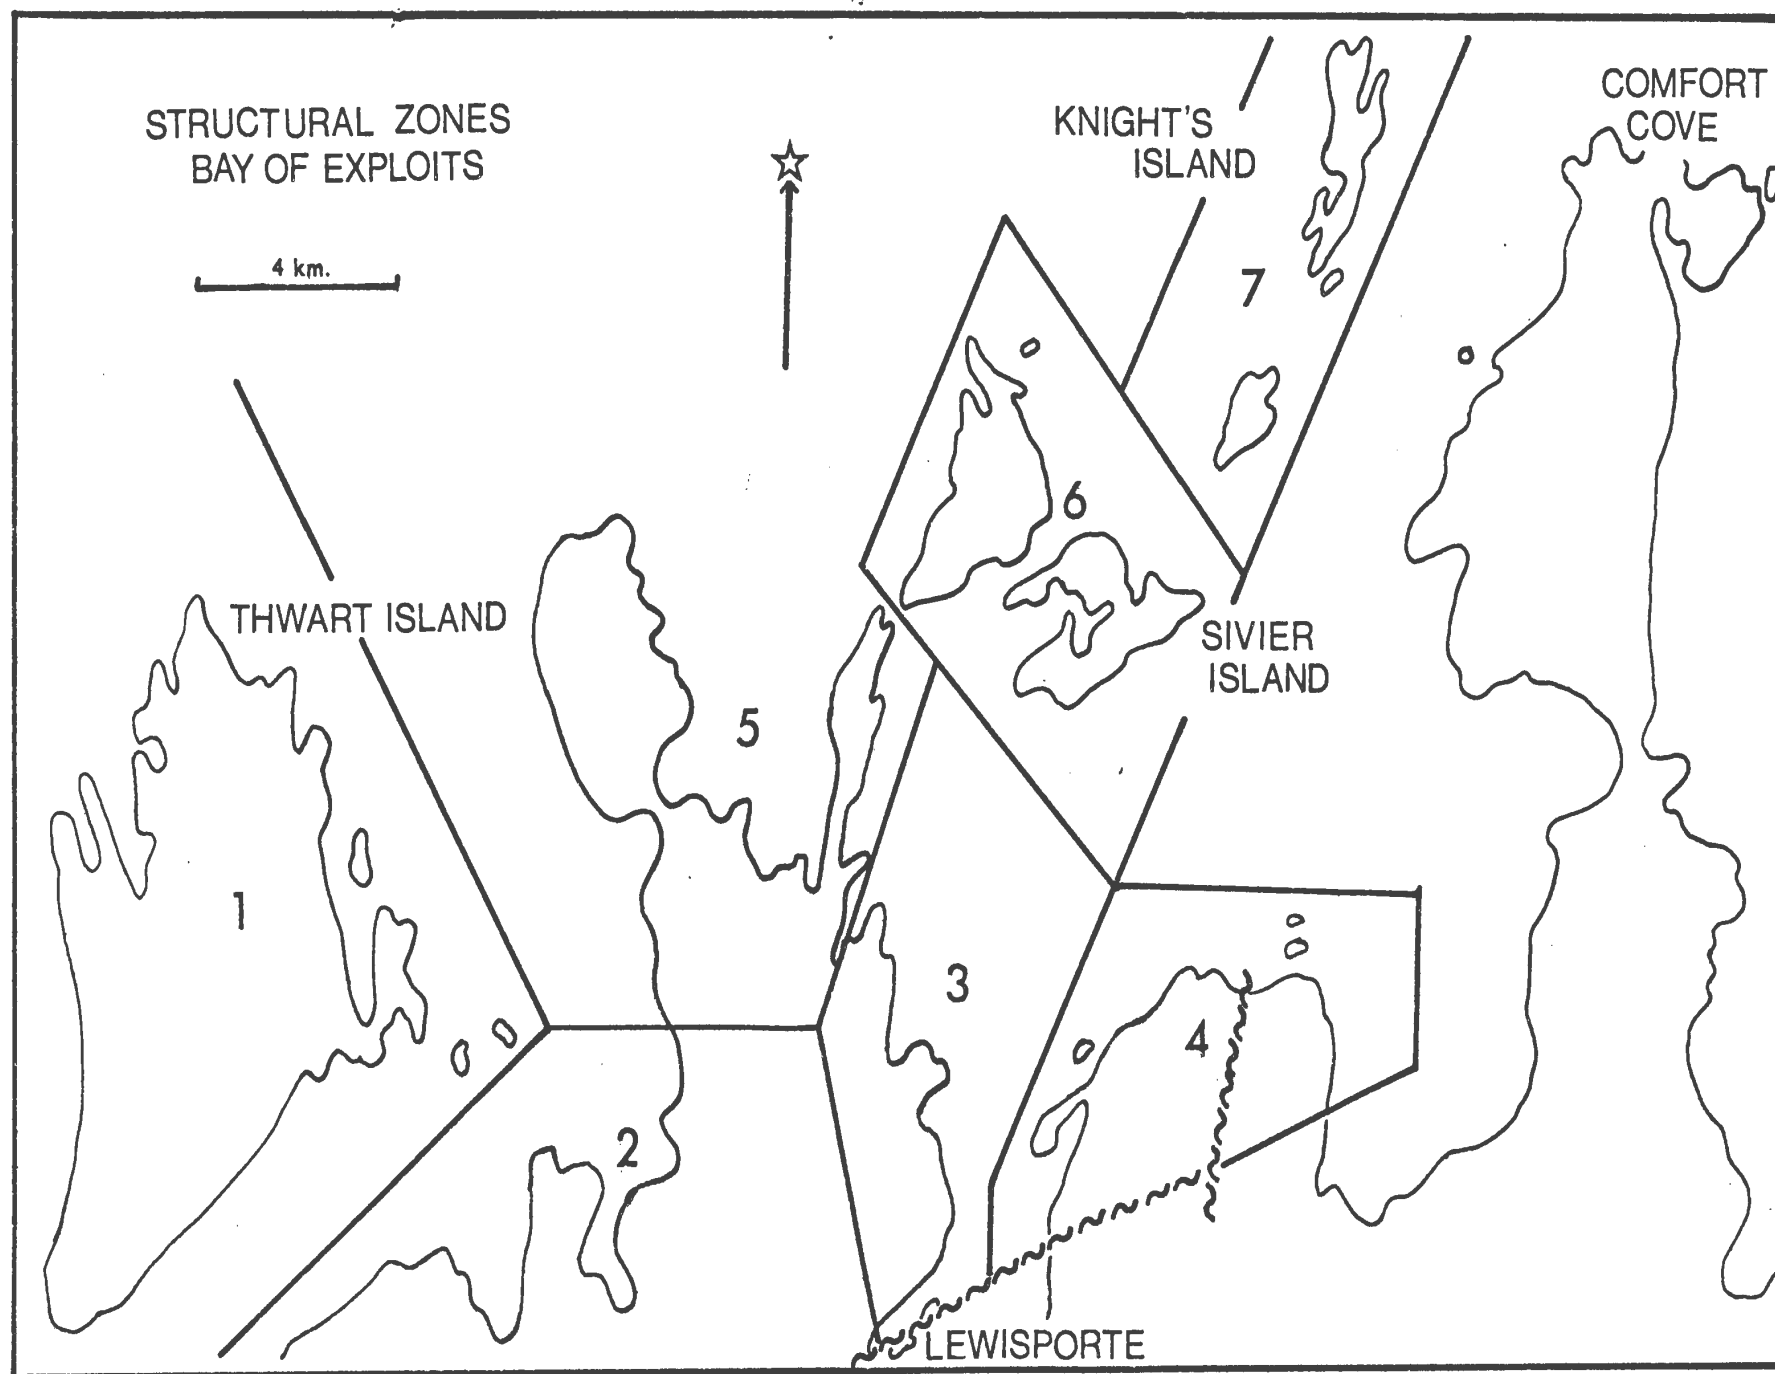 STRUCTURAL ZONES
BAY OF EXPLOITS
4 km.
KNIGHT'S
ISLAND
COMFORT
COVE
7
6
THWART ISLAND
SIVIER
ISLAND
5
1
3
4
2
LEWISPORTE